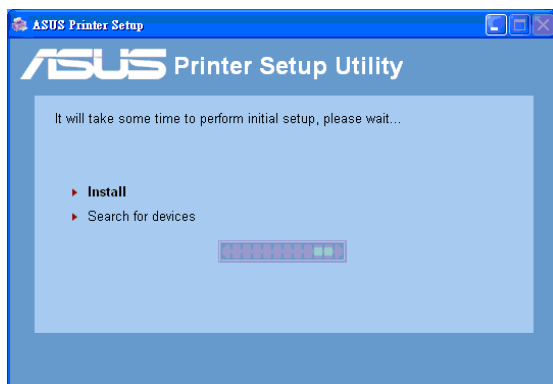 ASUS Printer Setup
ASUS Printer Setup Utility
It will take some time to perform initial setup, please wait...
Install
Search for devices